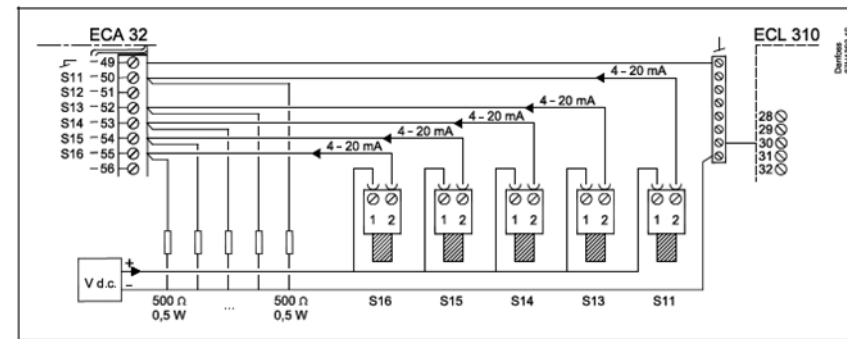 ECA 32
ECL 310
49
S11 50
S12 51
S13 52
S14 53
S15 54
S16 55
56
4 – 20 mA
4 – 20 mA
4 – 20 mA
4 – 20 mA
4 – 20 mA
28
29
30
31
32
1 2
1 2
1 2
1 2
1 2
+
V d.c.
–
500 Ω
0,5 W
...
500 Ω
0,5 W
S16
S15
S14
S13
S11
Danfoss